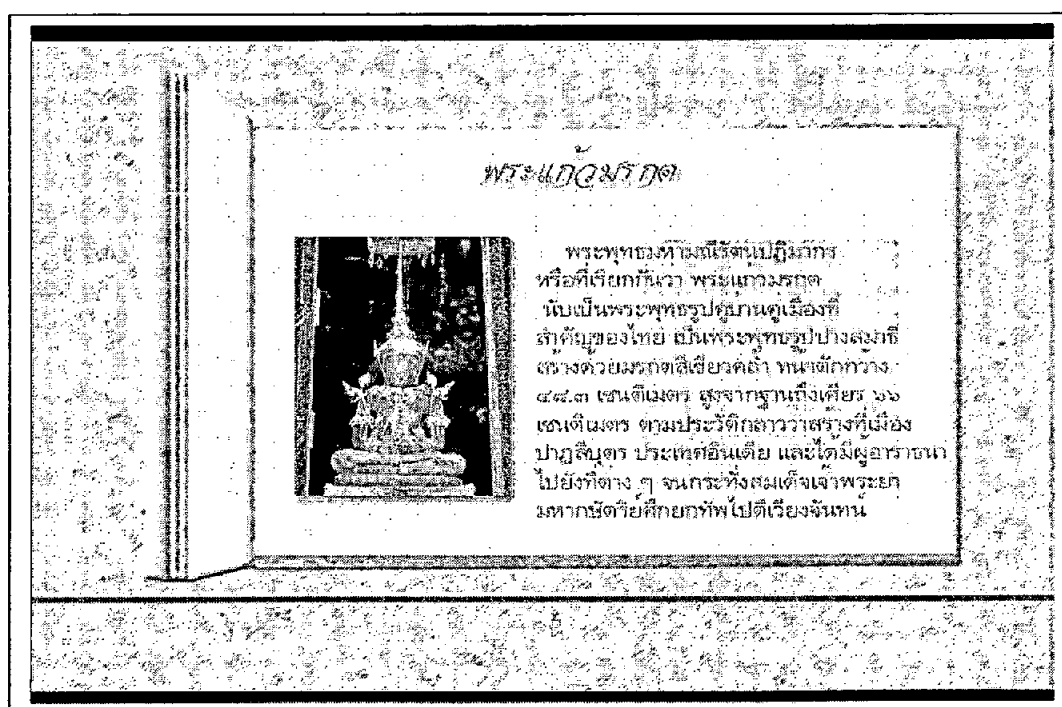 พระแก้วมรกต
พระพุทธมหามณีรัตนปฏิมากร
หรือที่เรียกกันว่า พระแก้วมรกต
นับเป็นพระพุทธรูปคู่บ้านคู่เมืองที่
สำคัญของไทย เป็นพระพุทธรูปปางสมาธิ
สร้างด้วยมรกตสีเขียวคล้ำ หน้าตักกว้าง
๔๘.๓ เซนติเมตร สูงจากฐานถึงเศียร ๖๖
เซนติเมตร ตามประวัติกล่าวว่าสร้างที่เมือง
ปาฏลีบุตร ประเทศอินเดีย และได้มีผู้อาราธนา
ไปยังที่ต่าง ๆ จนกระทั่งสมเด็จเจ้าพระยา
มหากษัตริย์ศึกยกทัพไปตีเวียงจันทน์